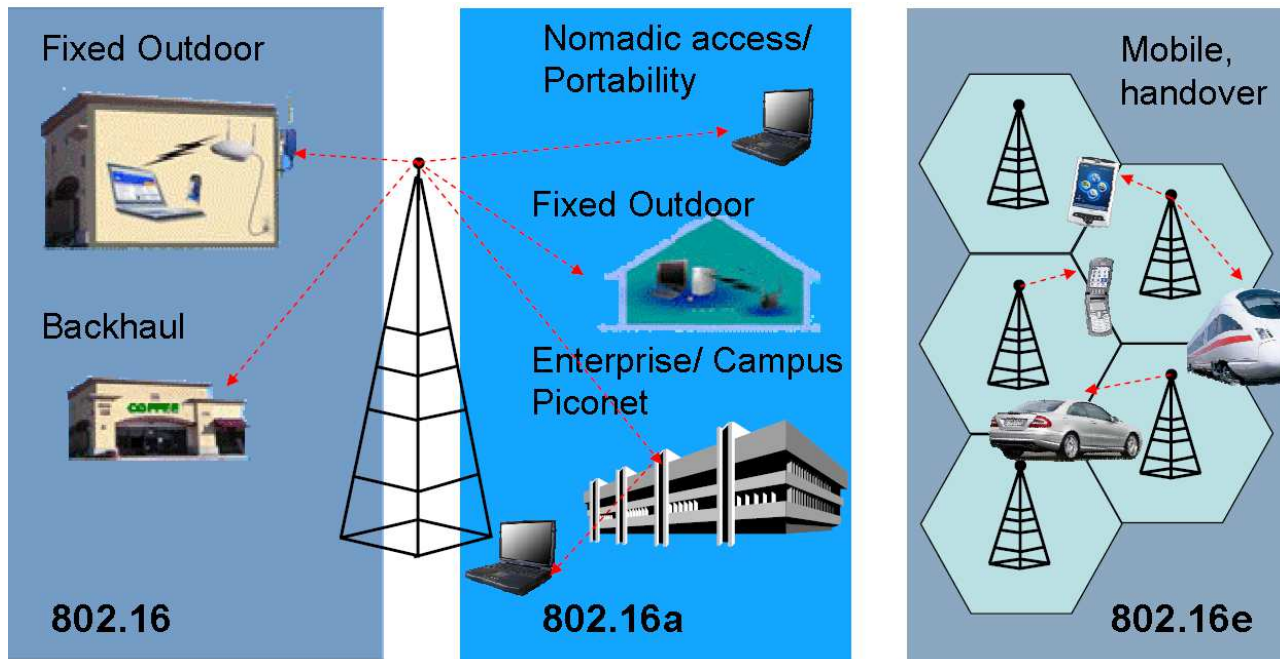 Fixed Outdoor
Backhaul
COFFEE
802.16
Nomadic access/
Portability
Fixed Outdoor
Enterprise/ Campus
Piconet
802.16a
Mobile,
handover
802.16e